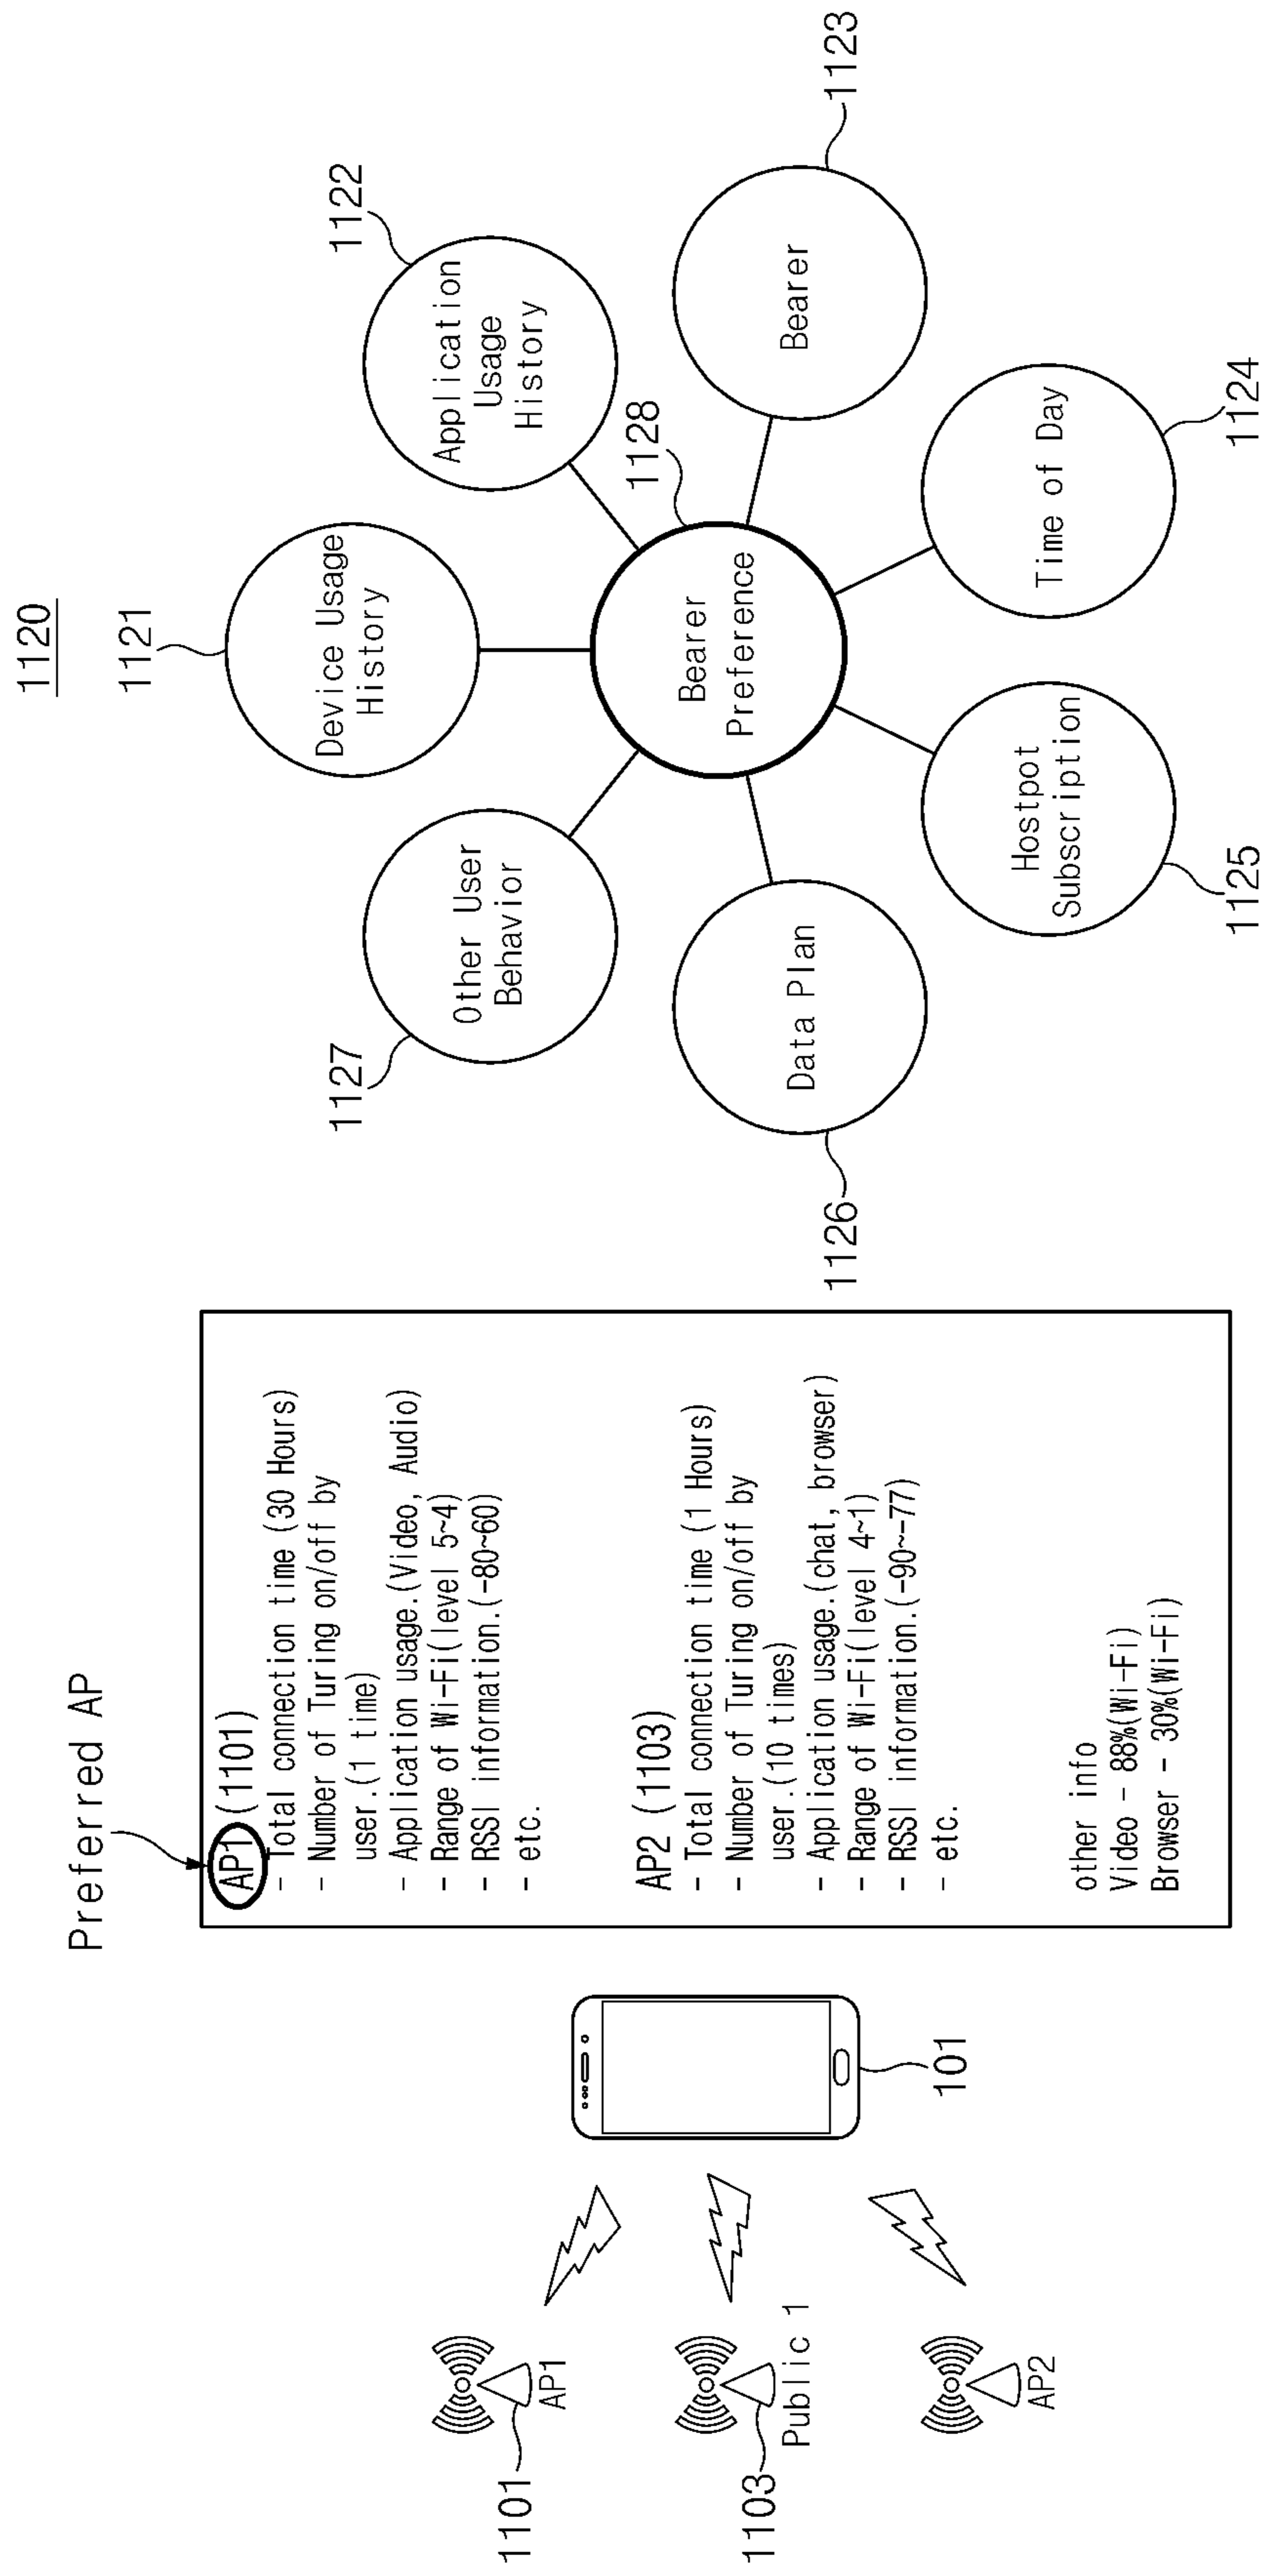 1120
Preferred AP
AP1 (1101)
- Total connection time (30 Hours)
- Number of Turing on/off by
user.(1 time)
- Application usage.(Video, Audio)
- Range of Wi-Fi(level 5~4)
- RSSI information.(-80~60)
- etc.
AP2 (1103)
- Total connection time (1 Hours)
- Number of Turing on/off by
user.(10 times)
- Application usage.(chat, browser)
- Range of Wi-Fi(level 4~1)
- RSSI information.(-90~-77)
- etc.
other info
Video - 88%(Wi-Fi)
Browser - 30%(Wi-Fi)
1101
AP1
1103
Public 1
AP2
101
1121
Device Usage
History
1122
Application
Usage
History
1123
Bearer
1124
Time of Day
1125
Hostpot
Subscription
1126
Data Plan
1127
Other User
Behavior
1128
Bearer
Preference